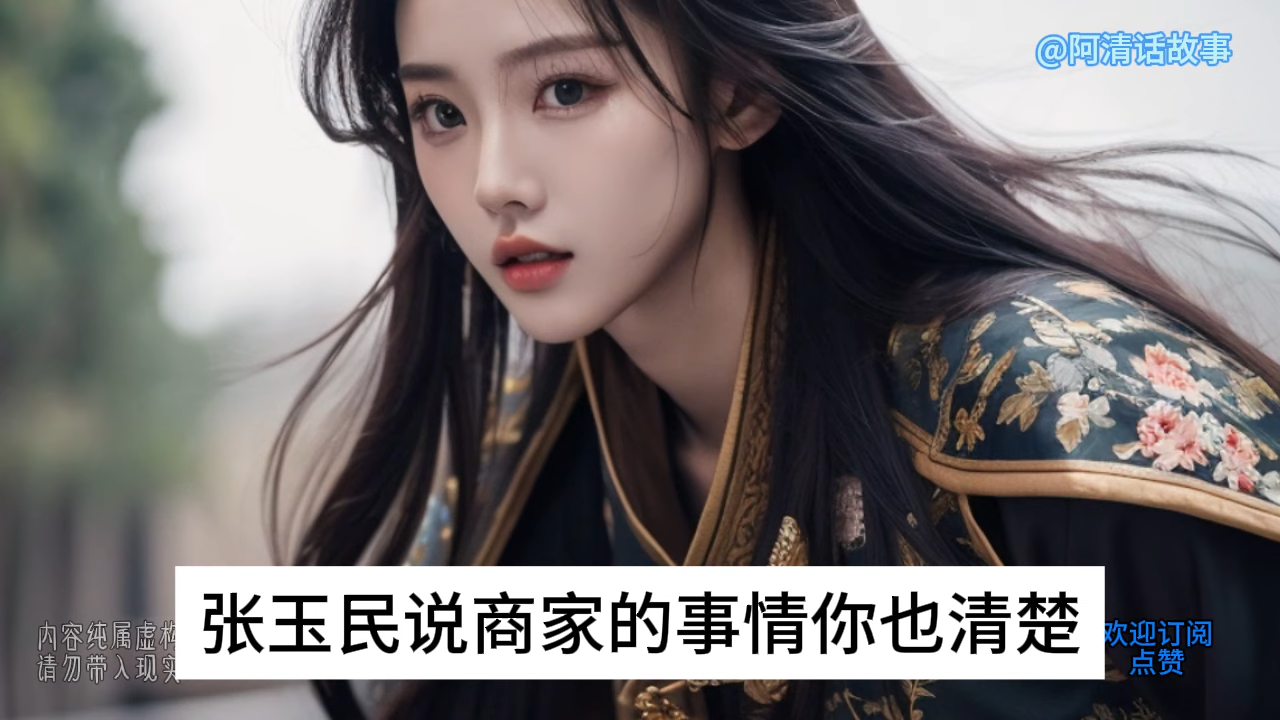 @阿清话故事
张玉民说商家的事情你也清楚
内容纯属虚构
请勿带入现实
欢迎订阅
点赞